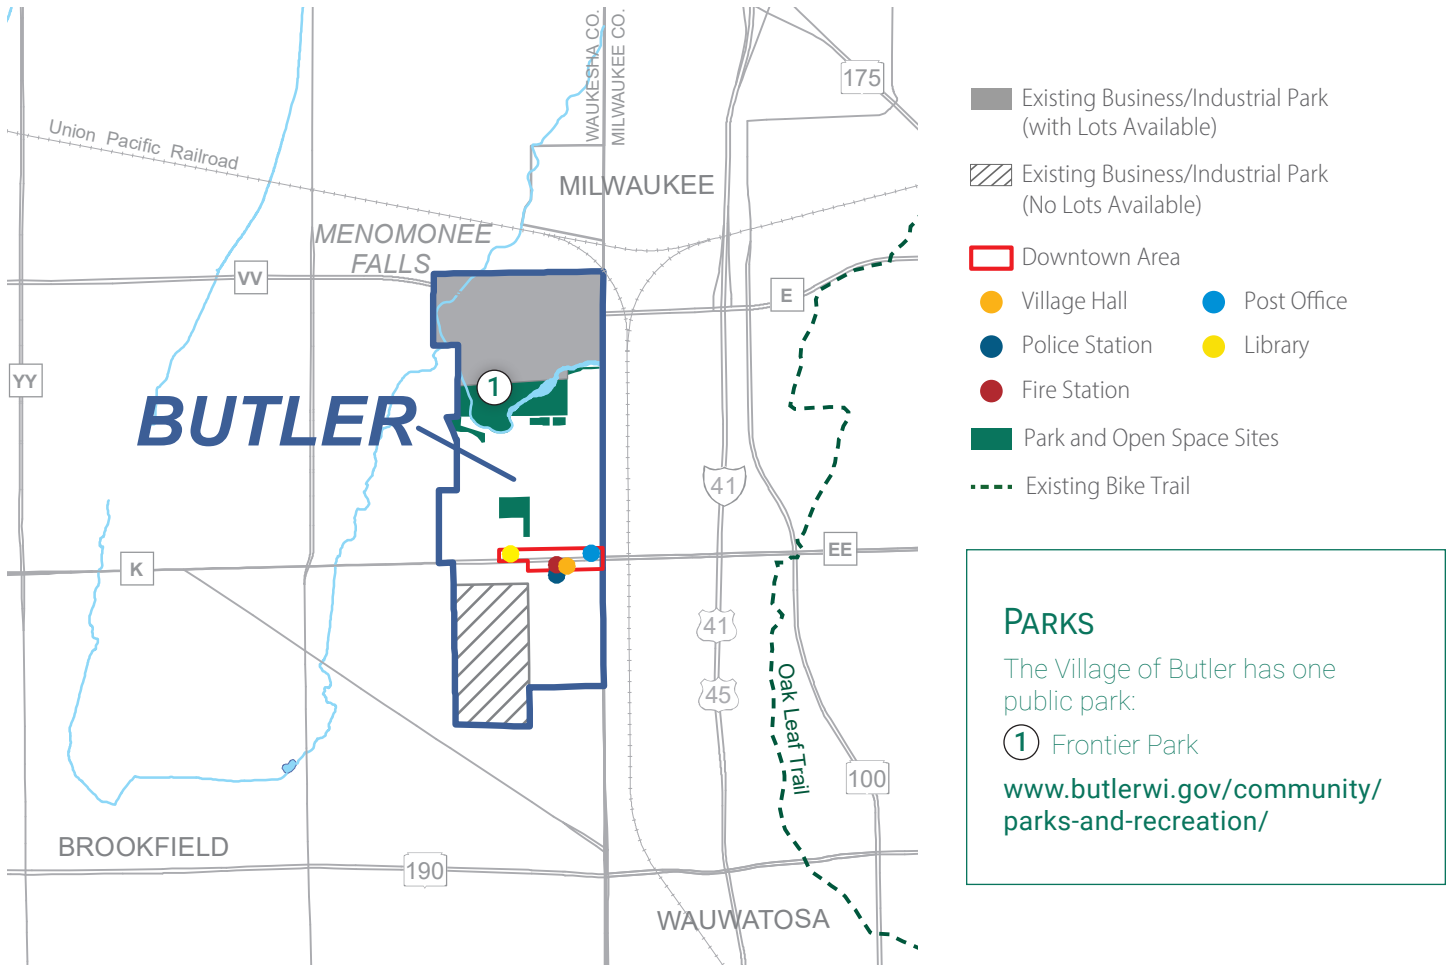 WAUKESHA CO.
MILWAUKEE CO.
175
Union Pacific Railroad
MILWAUKEE
MENOMONEE
FALLS
VV
E
YY
1
BUTLER
41
EE
K
41
45
Oak Leaf Trail
100
BROOKFIELD
190
WAUWATOSA
Existing Business/Industrial Park
(with Lots Available)
Existing Business/Industrial Park
(No Lots Available)
Downtown Area
Village Hall
Post Office
Police Station
Library
Fire Station
Park and Open Space Sites
Existing Bike Trail
PARKS
The Village of Butler has one
public park:
1 Frontier Park
www.butlerwi.gov/community/
parks-and-recreation/